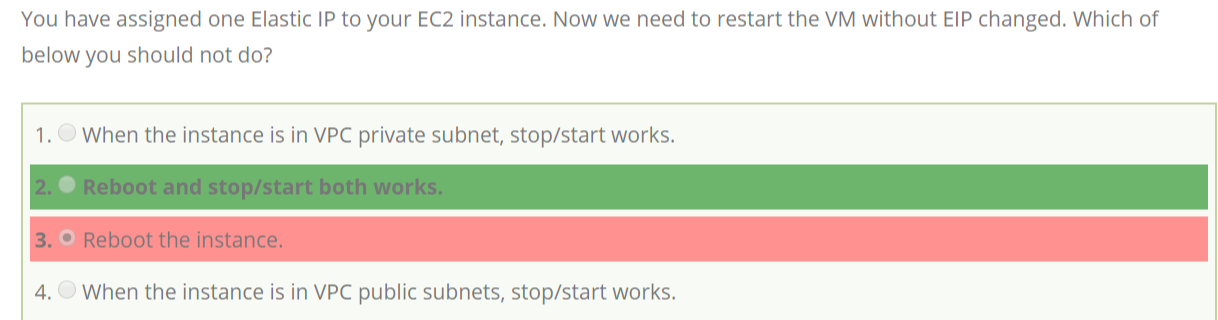 You have assigned one Elastic IP to your EC2 instance. Now we need to restart the VM without EIP changed. Which of
below you should not do?
1. When the instance is in VPC private subnet, stop/start works.
2. Reboot and stop/start both works.
3. Reboot the instance.
4. When the instance is in VPC public subnets, stop/start works.